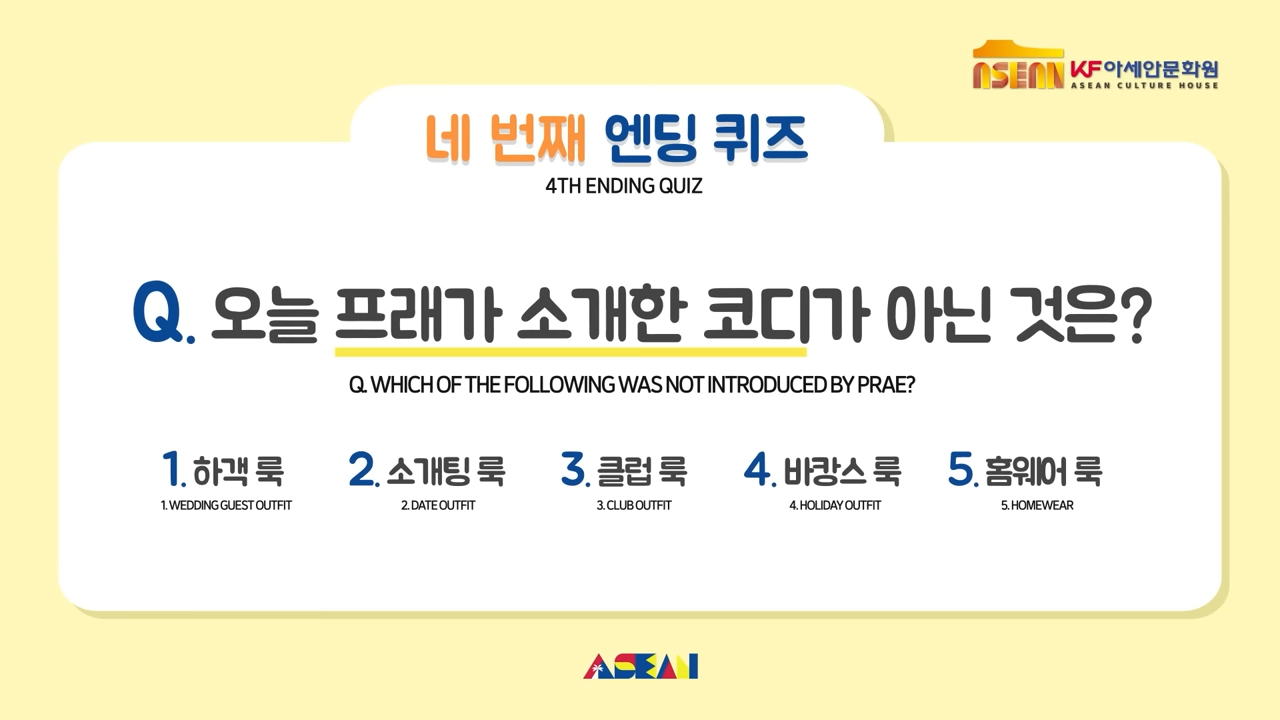 ASEAN KF아세안문화원
ASEAN CULTURE HOUSE
네 번째 엔딩 퀴즈
4TH ENDING QUIZ
Q. 오늘 프래가 소개한 코디가 아닌 것은?
Q. WHICH OF THE FOLLOWING WAS NOT INTRODUCED BY PRAE?
1. 하객 룩 2. 소개팅 룩 3. 클럽 룩 4. 바캉스 룩 5. 홈웨어 룩
1. WEDDING GUEST OUTFIT 2. DATE OUTFIT 3. CLUB OUTFIT 4. HOLIDAY OUTFIT 5. HOMEWEAR
ASEAN